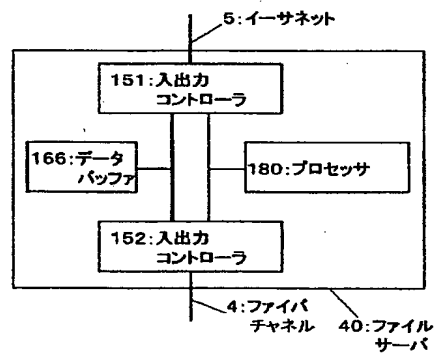 5:イーサネット
151:入出力
コントローラ
166:データ
バッファ
180:プロセッサ
152:入出力
コントローラ
4:ファイバ
チャネル
40:ファイル
サーバ